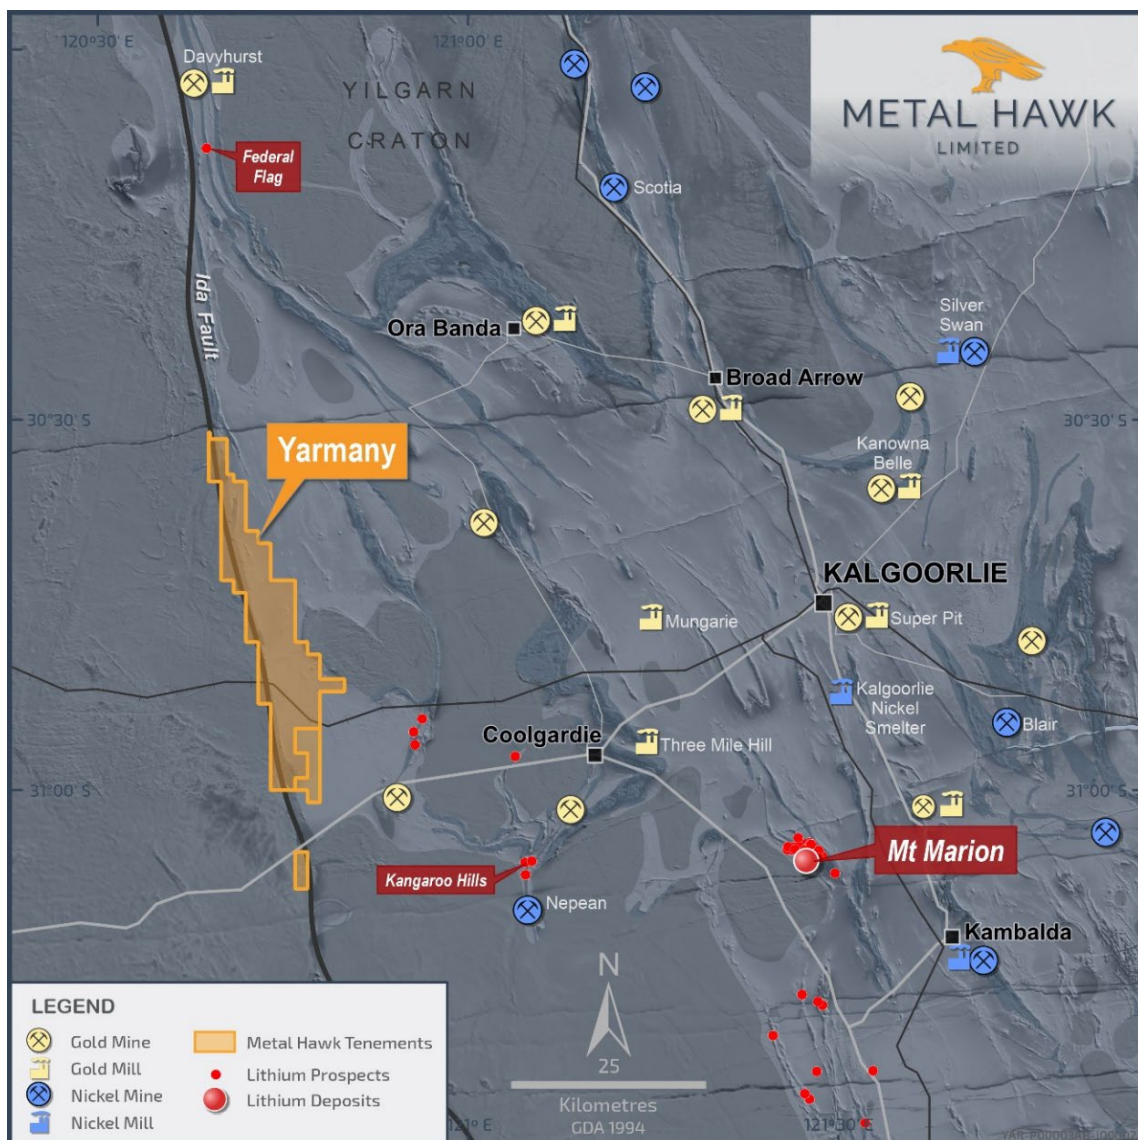 120°30' E
121°00' E
Davyhurst
YILGARN
CRATON
METAL HAWK
LIMITED
Federal
Flag
Scotia
Ida Fault
Ora Banda
Silver
Swan
Broad Arrow
30°30' S
30°30' S
Yarmany
Kanowna
Belle
KALGOORLIE
Mungarie
Super Pit
Kalgoorlie
Nickel
Smelter
Blair
Coolgardie
Three Mile Hill
31°00' S
31°00' S
Mt Marion
Kangaroo Hills
Nepean
Kambalda
N
25
Kilometres
GDA 1994
LEGEND
Gold Mine
Gold Mill
Nickel Mine
Nickel Mill
Metal Hawk Tenements
Lithium Prospects
Lithium Deposits
121°30' E